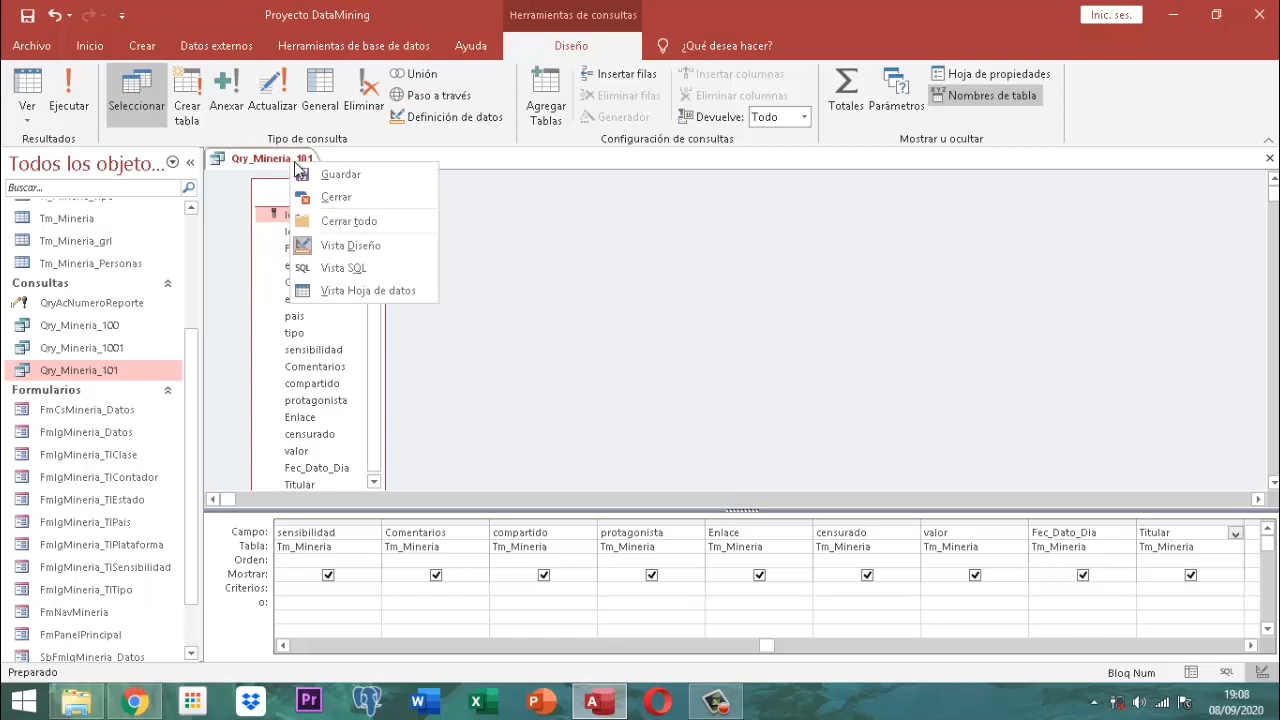 Proyecto DataMining
Herramientas de consultas
Inic. ses.
Archivo
Inicio
Crear
Datos externos
Herramientas de base de datos
Ayuda
Diseño
¿Qué desea hacer?
Ver
Ejecutar
Resultados
Seleccionar
Crear tabla
Anexar
Actualizar
General
Eliminar
Unión
Paso a través
Definición de datos
Tipo de consulta
Agregar Tablas
Insertar filas
Eliminar filas
Generador
Insertar columnas
Eliminar columnas
Devuelve: Todo
Configuración de consultas
Totales
Parámetros
Hoja de propiedades
XYZ Nombres de tabla
Mostrar u ocultar
Todos los objeto...
Buscar...
Tm_Mineria
Tm_Mineria_grl
Tm_Mineria_Personas
Consultas
QryAcNumeroReporte
Qry_Mineria_100
Qry_Mineria_1001
Qry_Mineria_101
Formularios
FmCsMineria_Datos
FmIgMineria_Datos
FmIgMineria_TlClase
FmIgMineria_TlContador
FmIgMineria_TlEstado
FmIgMineria_TlPais
FmIgMineria_TlPlataforma
FmIgMineria_TlSensibilidad
FmIgMineria_TlTipo
FmNavMineria
FmPanelPrincipal
SbFmIgMineria_Datos
Qry_Mineria_101
Guardar
Cerrar
Cerrar todo
Vista Diseño
SQL Vista SQL
Vista Hoja de datos
pais
tipo
sensibilidad
Comentarios
compartido
protagonista
Enlace
censurado
valor
Fec_Dato_Dia
Titular
Campo: sensibilidad Comentarios compartido protagonista Enlace censurado valor Fec_Dato_Dia Titular
Tabla: Tm_Mineria Tm_Mineria Tm_Mineria Tm_Mineria Tm_Mineria Tm_Mineria Tm_Mineria Tm_Mineria Tm_Mineria
Orden:
Mostrar:
Criterios:
o:
Preparado
Bloq Num
SQL
19:08
08/09/2020